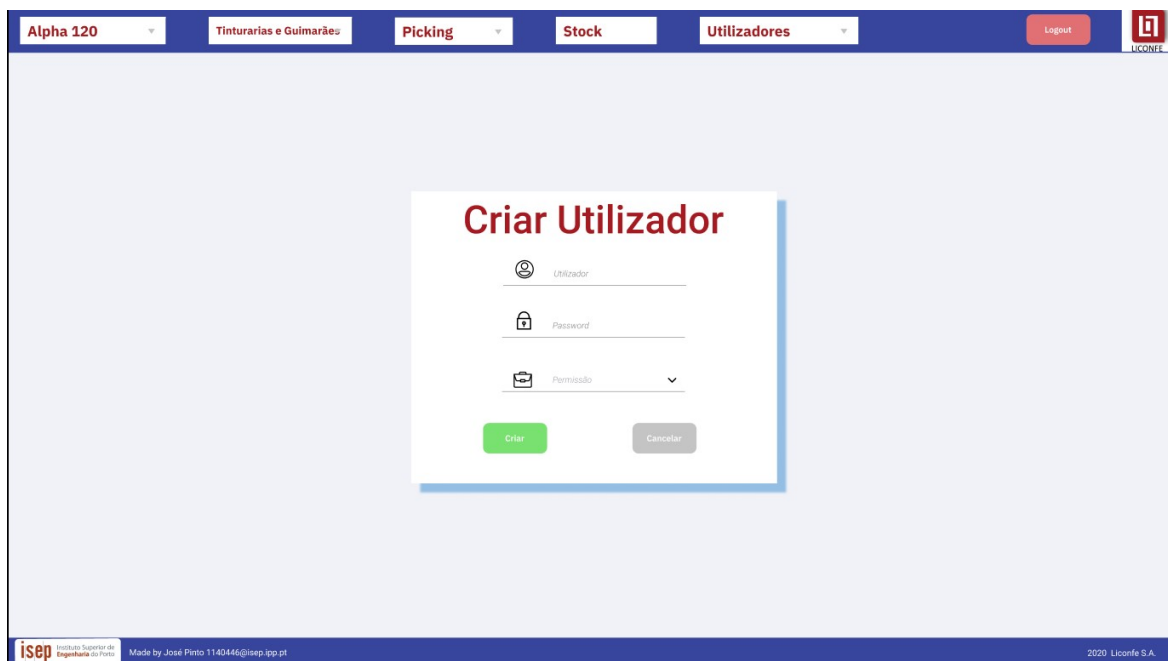 Alpha 120
Tinturarias e Guimarães
Picking
Stock
Utilizadores
Logout
LICONFE
Criar Utilizador
Utilizador
Password
Permissão
Criar
Cancelar
isep Instituto Superior de
Engenharia do Porto
Made by José Pinto 1140446@isep.ipp.pt
2020 Liconfe S.A.